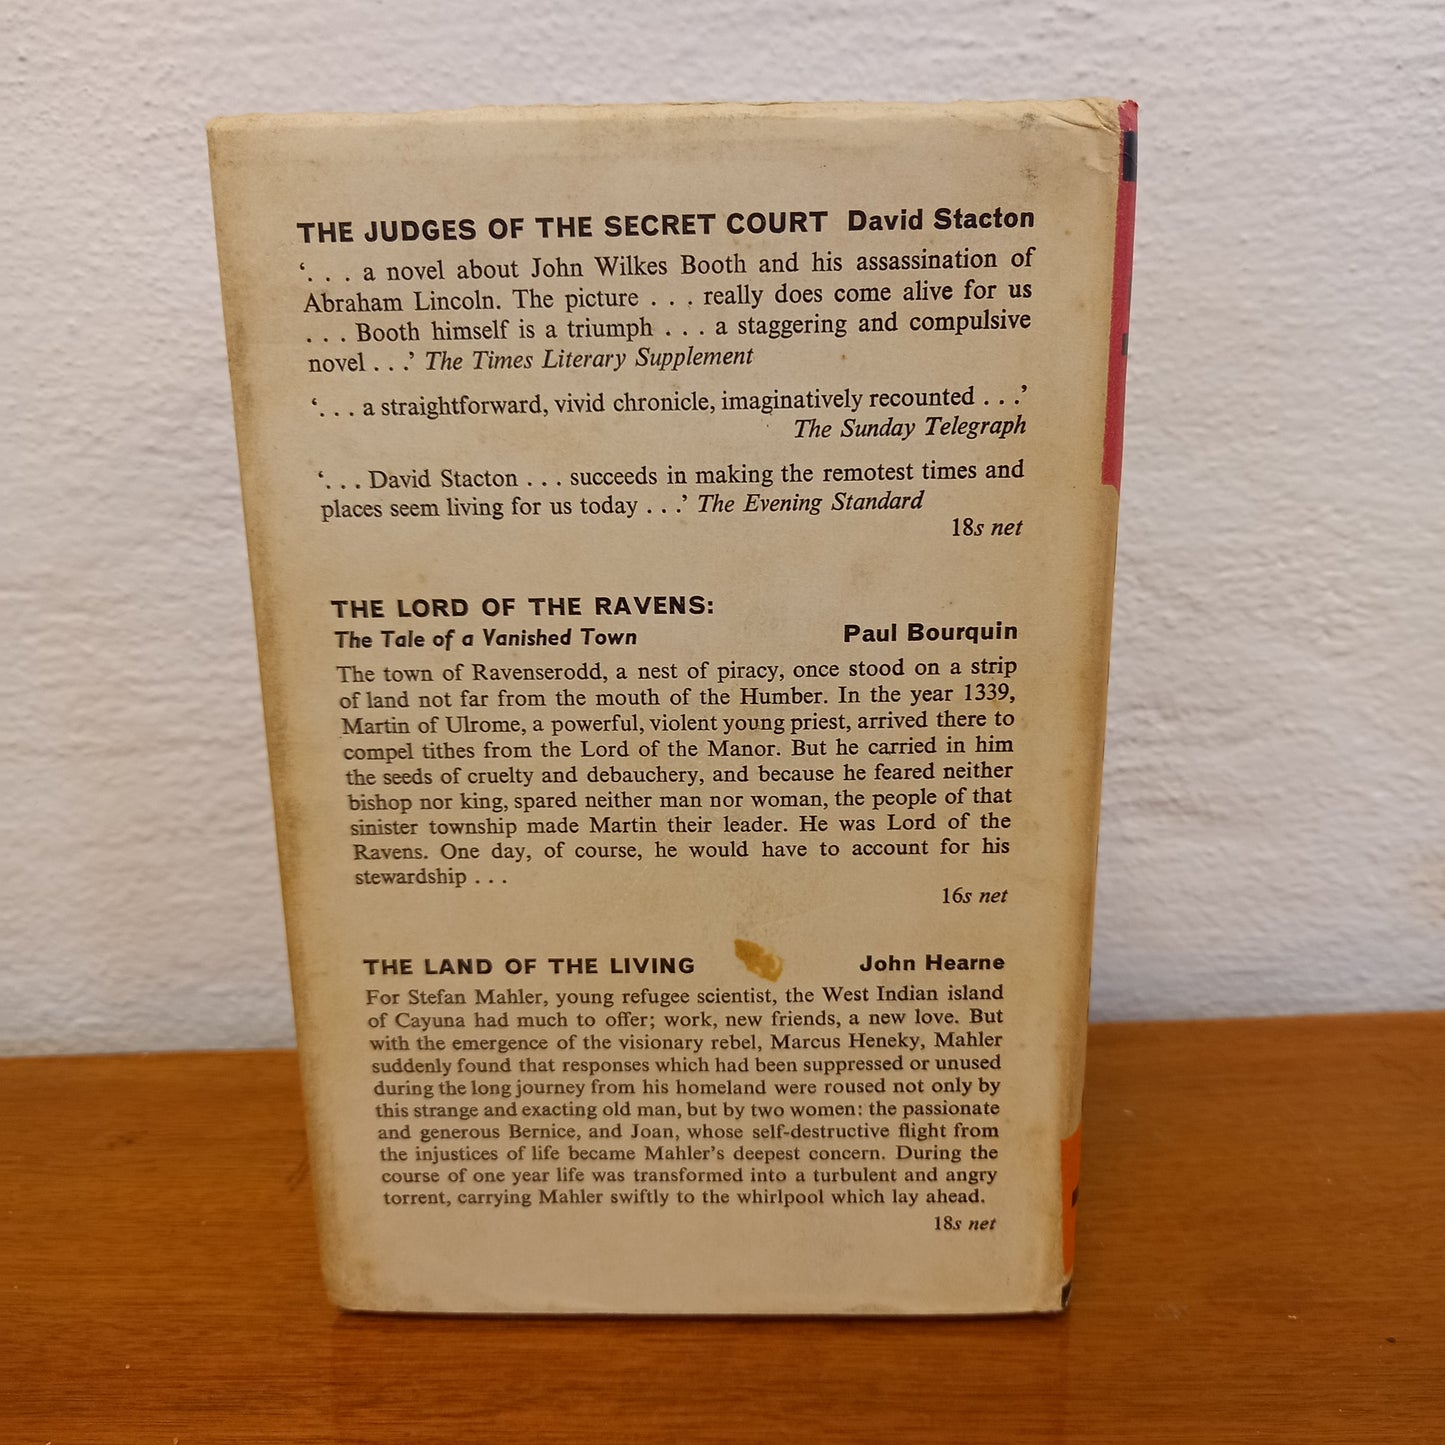 THE JUDGES OF THE SECRET COURT David Stacton
‘. . . a novel about John Wilkes Booth and his assassination of
Abraham Lincoln. The picture . . . really does come alive for us
. . . Booth himself is a triumph . . . a staggering and compulsive
novel . . .’ The Times Literary Supplement
‘. . . a straightforward, vivid chronicle, imaginatively recounted . . .’
The Sunday Telegraph
‘. . . David Stacton . . . succeeds in making the remotest times and
places seem living for us today . . .’ The Evening Standard
18s net
THE LORD OF THE RAVENS:
The Tale of a Vanished Town Paul Bourquin
The town of Ravenserodd, a nest of piracy, once stood on a strip
of land not far from the mouth of the Humber. In the year 1339,
Martin of Ulrome, a powerful, violent young priest, arrived there to
compel tithes from the Lord of the Manor. But he carried in him
the seeds of cruelty and debauchery, and because he feared neither
bishop nor king, spared neither man nor woman, the people of that
sinister township made Martin their leader. He was Lord of the
Ravens. One day, of course, he would have to account for his
stewardship . . .
16s net
THE LAND OF THE LIVING John Hearne
For Stefan Mahler, young refugee scientist, the West Indian island
of Cayuna had much to offer; work, new friends, a new love. But
with the emergence of the visionary rebel, Marcus Heneky, Mahler
suddenly found that responses which had been suppressed or unused
during the long journey from his homeland were roused not only by
this strange and exacting old man, but by two women: the passionate
and generous Bernice, and Joan, whose self-destructive flight from
the injustices of life became Mahler’s deepest concern. During the
course of one year life was transformed into a turbulent and angry
torrent, carrying Mahler swiftly to the whirlpool which lay ahead.
18s net